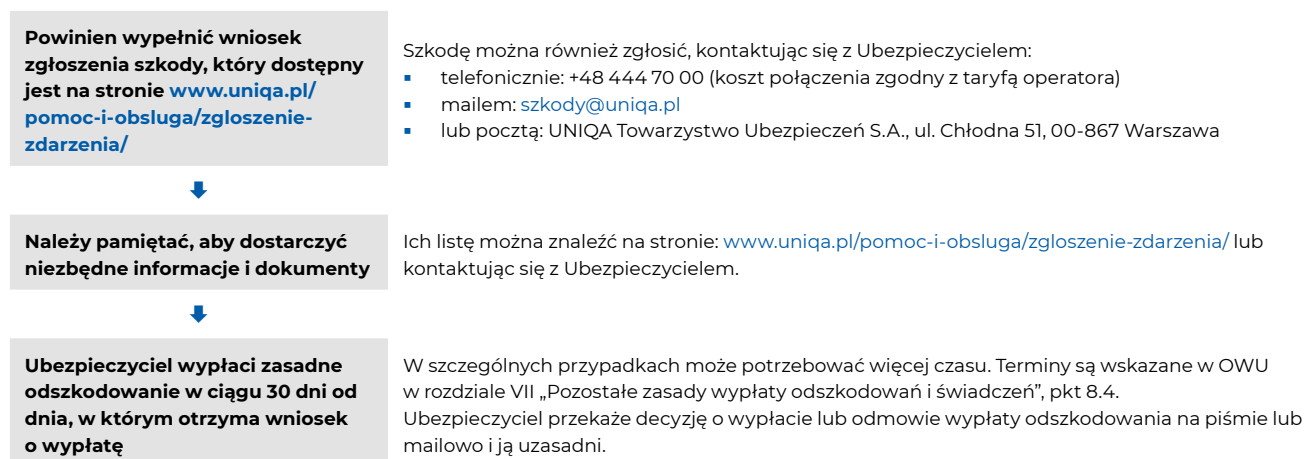 Powinien wypełnić wniosek
zgłoszenia szkody, który dostępny
jest na stronie www.uniqa.pl/
pomoc-i-obsluga/zgloszenie-
zdarzenia/
Szkodę można również zgłosić, kontaktując się z Ubezpieczycielem:
▪ telefonicznie: +48 444 70 00 (koszt połączenia zgodny z taryfą operatora)
▪ mailem: szkody@uniqa.pl
▪ lub pocztą: UNIQA Towarzystwo Ubezpieczeń S.A., ul. Chłodna 51, 00-867 Warszawa
Należy pamiętać, aby dostarczyć
niezbędne informacje i dokumenty
Ich listę można znaleźć na stronie: www.uniqa.pl/pomoc-i-obsluga/zgloszenie-zdarzenia/ lub
kontaktując się z Ubezpieczycielem.
Ubezpieczyciel wypłaci zasadne
odszkodowanie w ciągu 30 dni od
dnia, w którym otrzyma wniosek
o wypłatę
W szczególnych przypadkach może potrzebować więcej czasu. Terminy są wskazane w OWU
w rozdziale VII „Pozostałe zasady wypłaty odszkodowań i świadczeń”, pkt 8.4.
Ubezpieczyciel przekaże decyzję o wypłacie lub odmowie wypłaty odszkodowania na piśmie lub
mailowo i ją uzasadni.